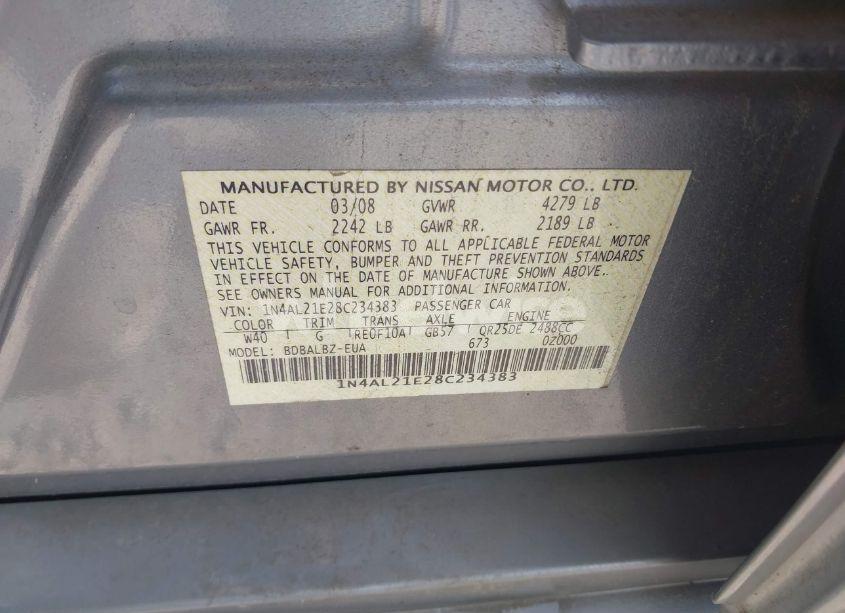 MANUFACTURED BY NISSAN MOTOR CO., LTD.
DATE 03/08 GVWR 4279 LB
GAWR FR. 2242 LB GAWR RR. 2189 LB
THIS VEHICLE CONFORMS TO ALL APPLICABLE FEDERAL MOTOR
VEHICLE SAFETY, BUMPER AND THEFT PREVENTION STANDARDS
IN EFFECT ON THE DATE OF MANUFACTURE SHOWN ABOVE.
SEE OWNERS MANUAL FOR ADDITIONAL INFORMATION.
VIN: 1N4AL21E28C234383 PASSENGER CAR
COLOR TRIM TRANS AXLE ENGINE
W40 G RE0F10A GB57 QR25DE 2488CC
MODEL: BDBALBZ-EUA 673 0Z000
1N4AL21E28C234383